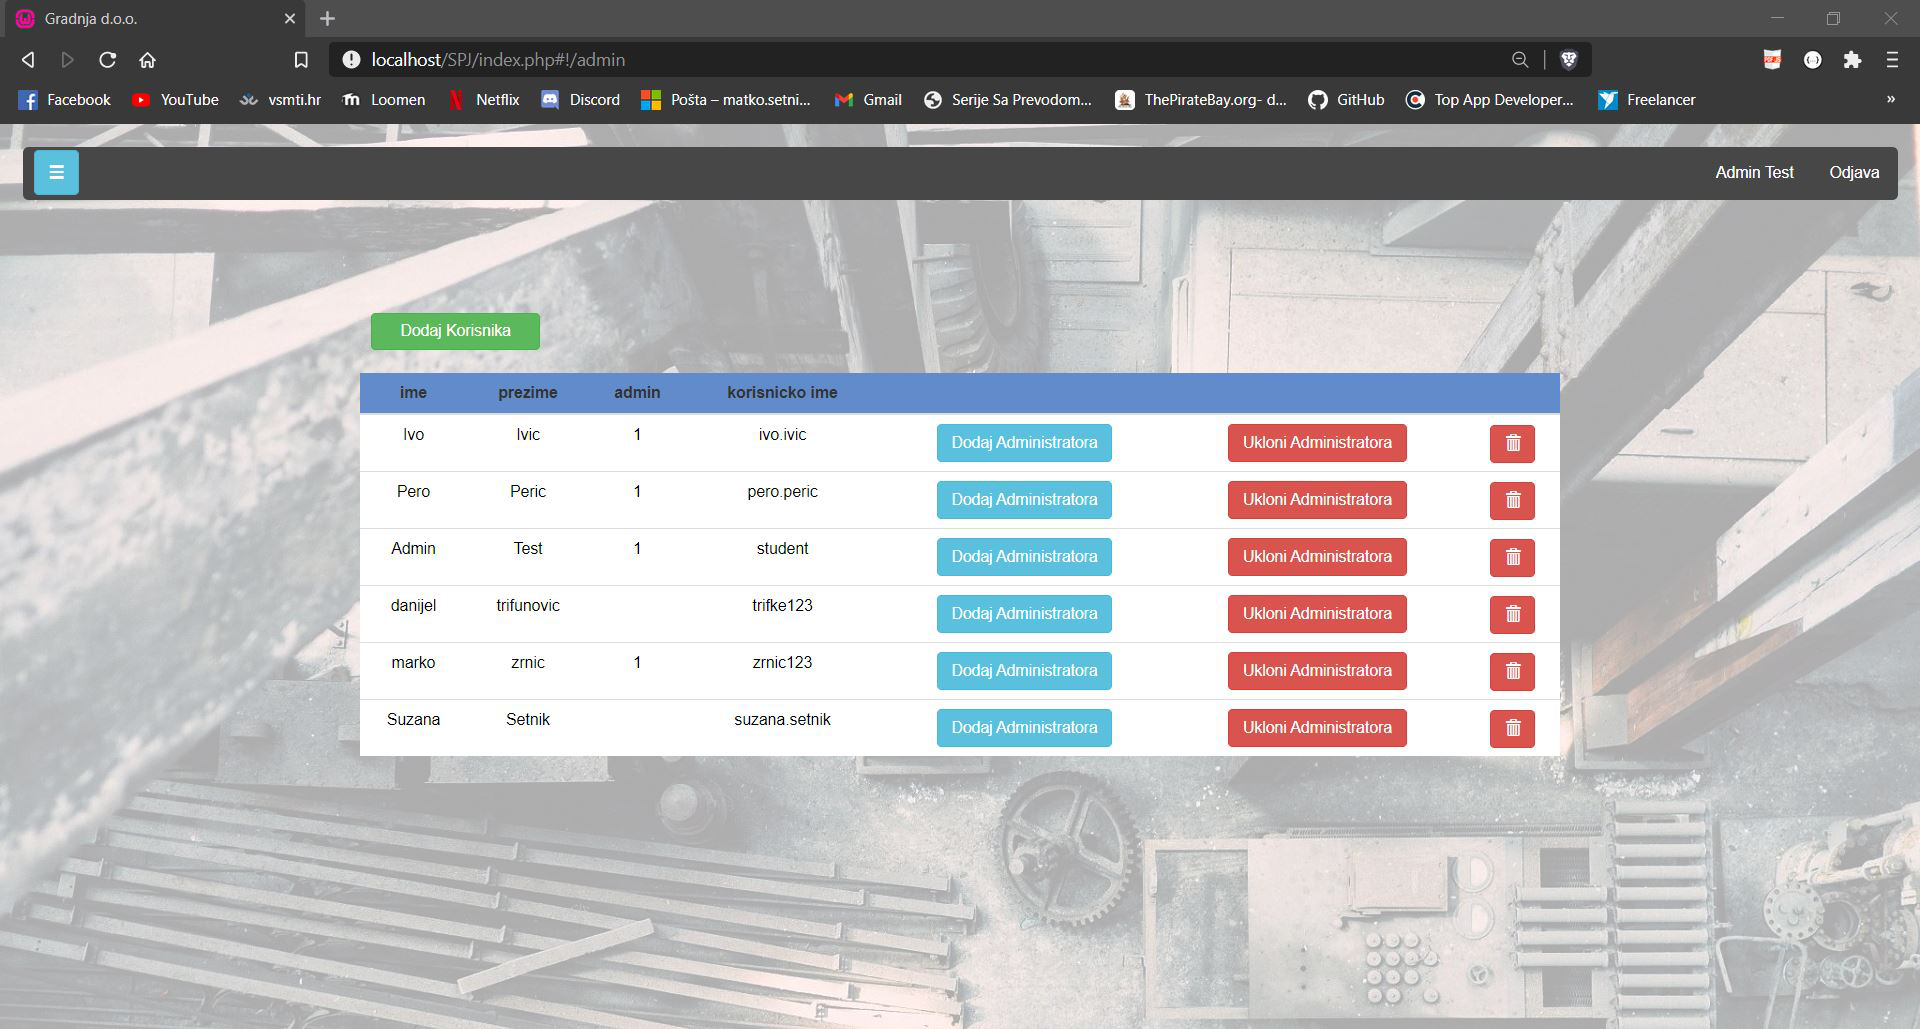 Gradnja d.o.o.
localhost/SPJ/index.php#!/admin
Facebook YouTube vsmti.hr Loomen Netflix Discord Pošta – matko.setni... Gmail Serije Sa Prevodom... ThePirateBay.org- d... GitHub Top App Developer... Freelancer »
Admin Test Odjava
Dodaj Korisnika
ime prezime admin korisnicko ime
Ivo Ivic 1 ivo.ivic Dodaj Administratora Ukloni Administratora
Pero Peric 1 pero.peric Dodaj Administratora Ukloni Administratora
Admin Test 1 student Dodaj Administratora Ukloni Administratora
danijel trifunovic trifke123 Dodaj Administratora Ukloni Administratora
marko zrnic 1 zrnic123 Dodaj Administratora Ukloni Administratora
Suzana Setnik suzana.setnik Dodaj Administratora Ukloni Administratora